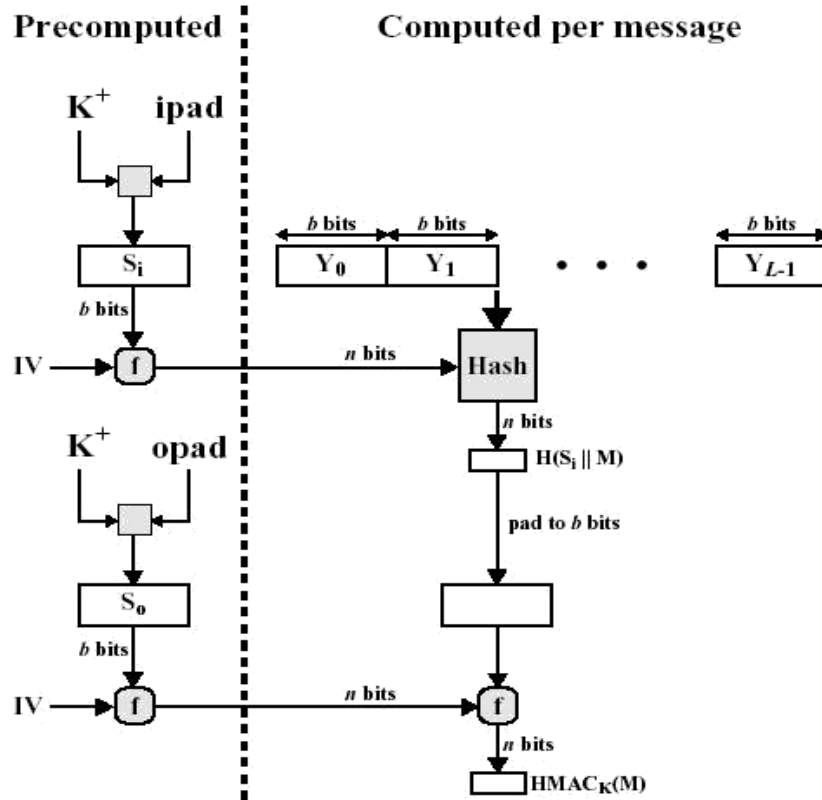 Precomputed
Computed per message
K+ ipad
b bits b bits b bits
Si
Y0 Y1 • • • YL-1
b bits
IV f n bits Hash
n bits
K+ opad
H(Si || M)
pad to b bits
So
b bits
IV f n bits f
n bits
HMACK(M)